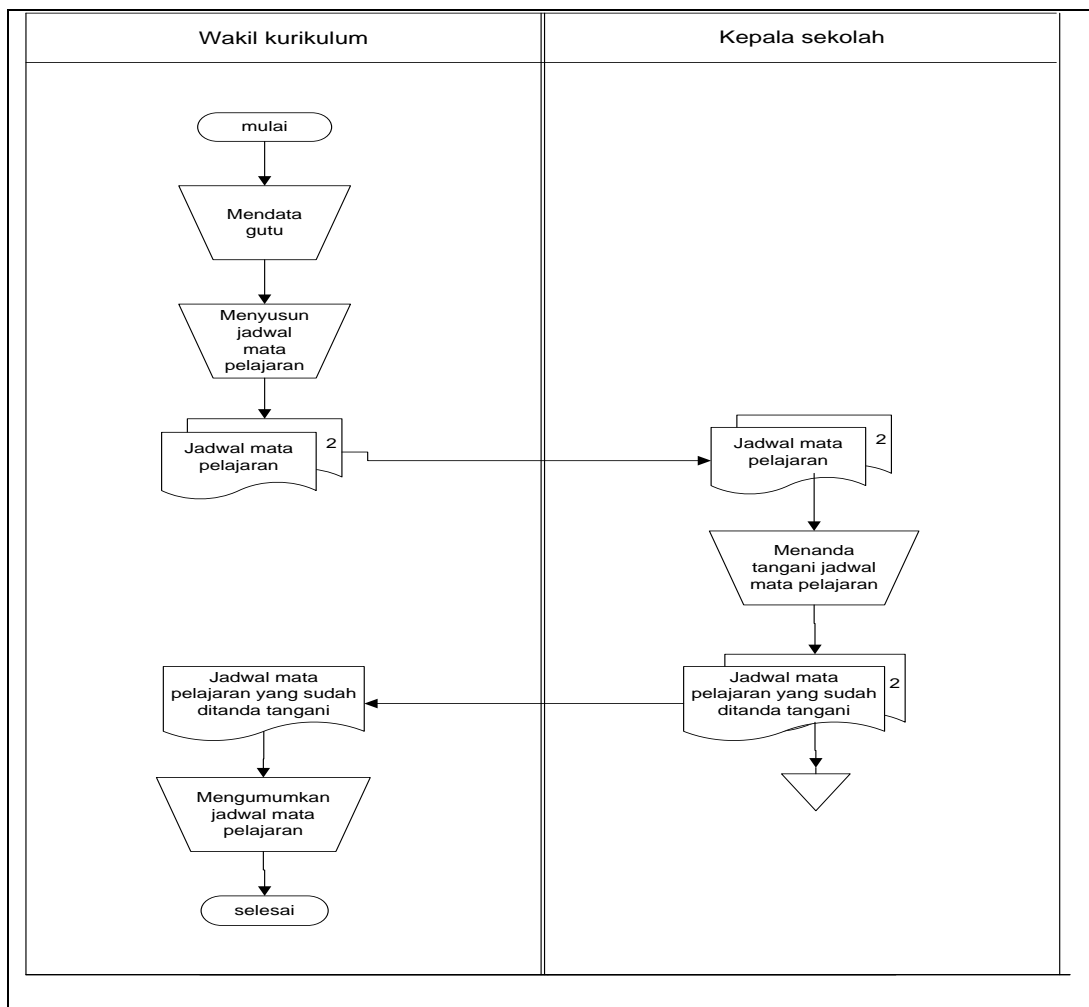 Wakil kurikulum
Kepala sekolah
mulai
Mendata
gutu
Menyusun
jadwal
mata
pelajaran
Jadwal mata
pelajaran
2
Jadwal mata
pelajaran
2
Menanda
tangani jadwal
mata pelajaran
Jadwal mata
pelajaran yang sudah
ditanda tangani
2
Jadwal mata
pelajaran yang sudah
ditanda tangani
Mengumumkan
jadwal mata
pelajaran
selesai